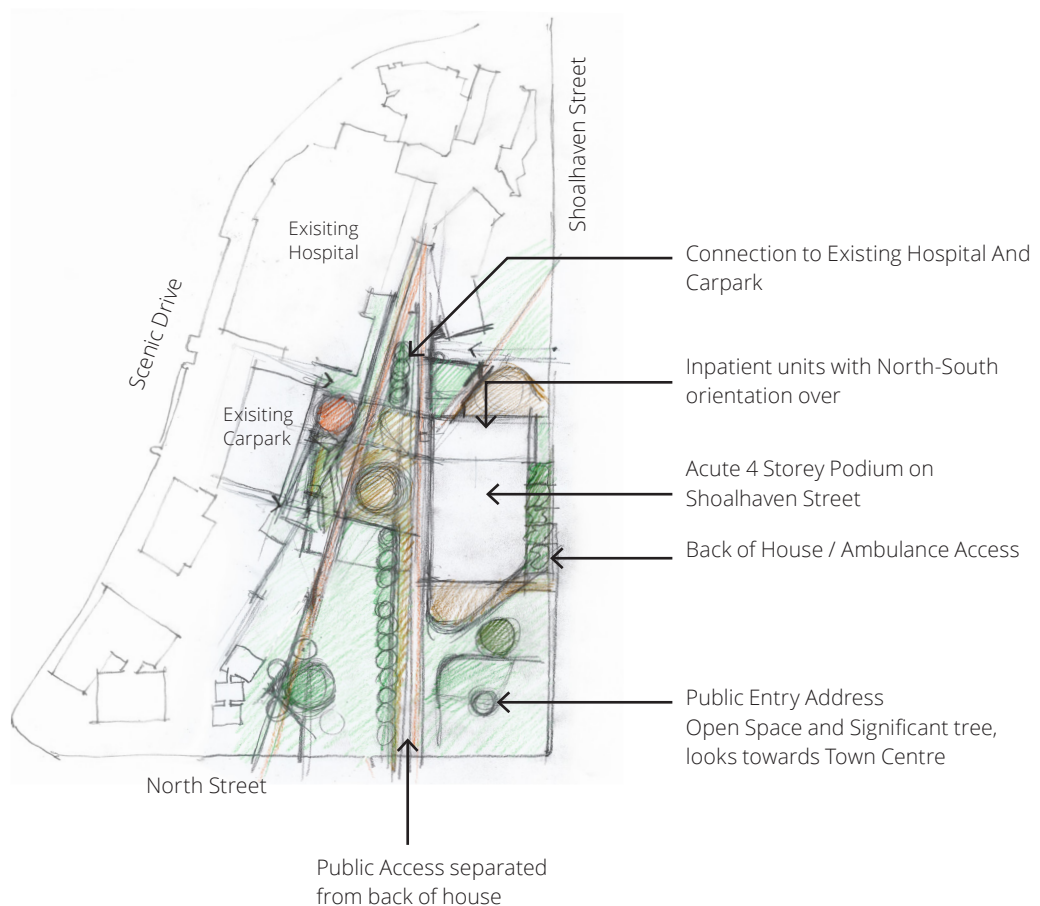 Shoalhaven Street
Exisiting
Hospital
Connection to Existing Hospital And
Carpark
Scenic Drive
Inpatient units with North-South
orientation over
Exisiting
Carpark
Acute 4 Storey Podium on
Shoalhaven Street
Back of House / Ambulance Access
Public Entry Address
Open Space and Significant tree,
looks towards Town Centre
North Street
Public Access separated
from back of house